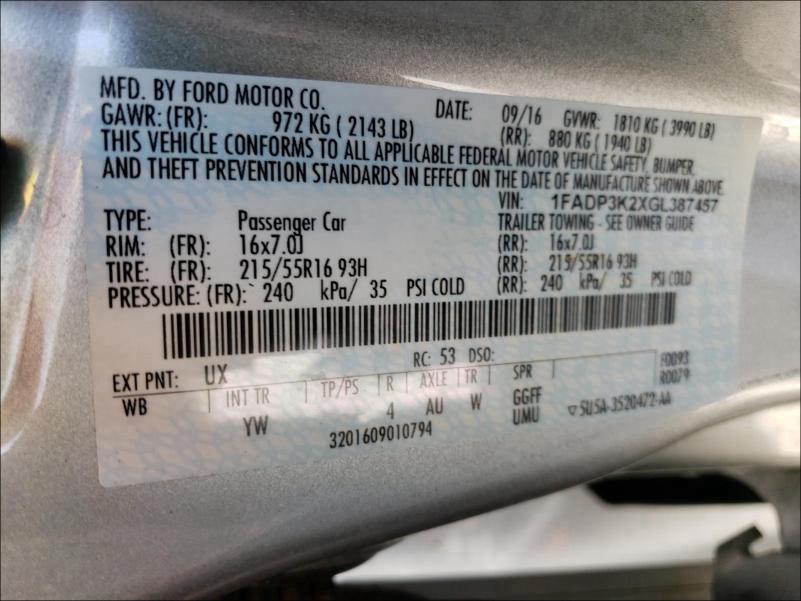 MFD. BY FORD MOTOR CO. DATE: 09/16 GVWR: 1810 KG ( 3990 LB)
GAWR: (FR): 972 KG ( 2143 LB) (RR): 880 KG ( 1940 LB)
THIS VEHICLE CONFORMS TO ALL APPLICABLE FEDERAL MOTOR VEHICLE SAFETY, BUMPER,
AND THEFT PREVENTION STANDARDS IN EFFECT ON THE DATE OF MANUFACTURE SHOWN ABOVE.
VIN: 1FADP3K2XGL387457
TYPE: Passenger Car TRAILER TOWING - SEE OWNER GUIDE
RIM: (FR): 16x7.0J (RR): 16x7.0J
TIRE: (FR): 215/55R16 93H (RR): 215/55R16 93H
PRESSURE: (FR): 240 kPa/ 35 PSI COLD (RR): 240 kPa/ 35 PSI COLD
RC: 53 DSO: F0093
EXT PNT: UX R0079
WB INT TR TP/PS R AXLE TR SPR
YW 4 AU W GGFF
UMU ▽SU5A-3520472-AA
3201609010794